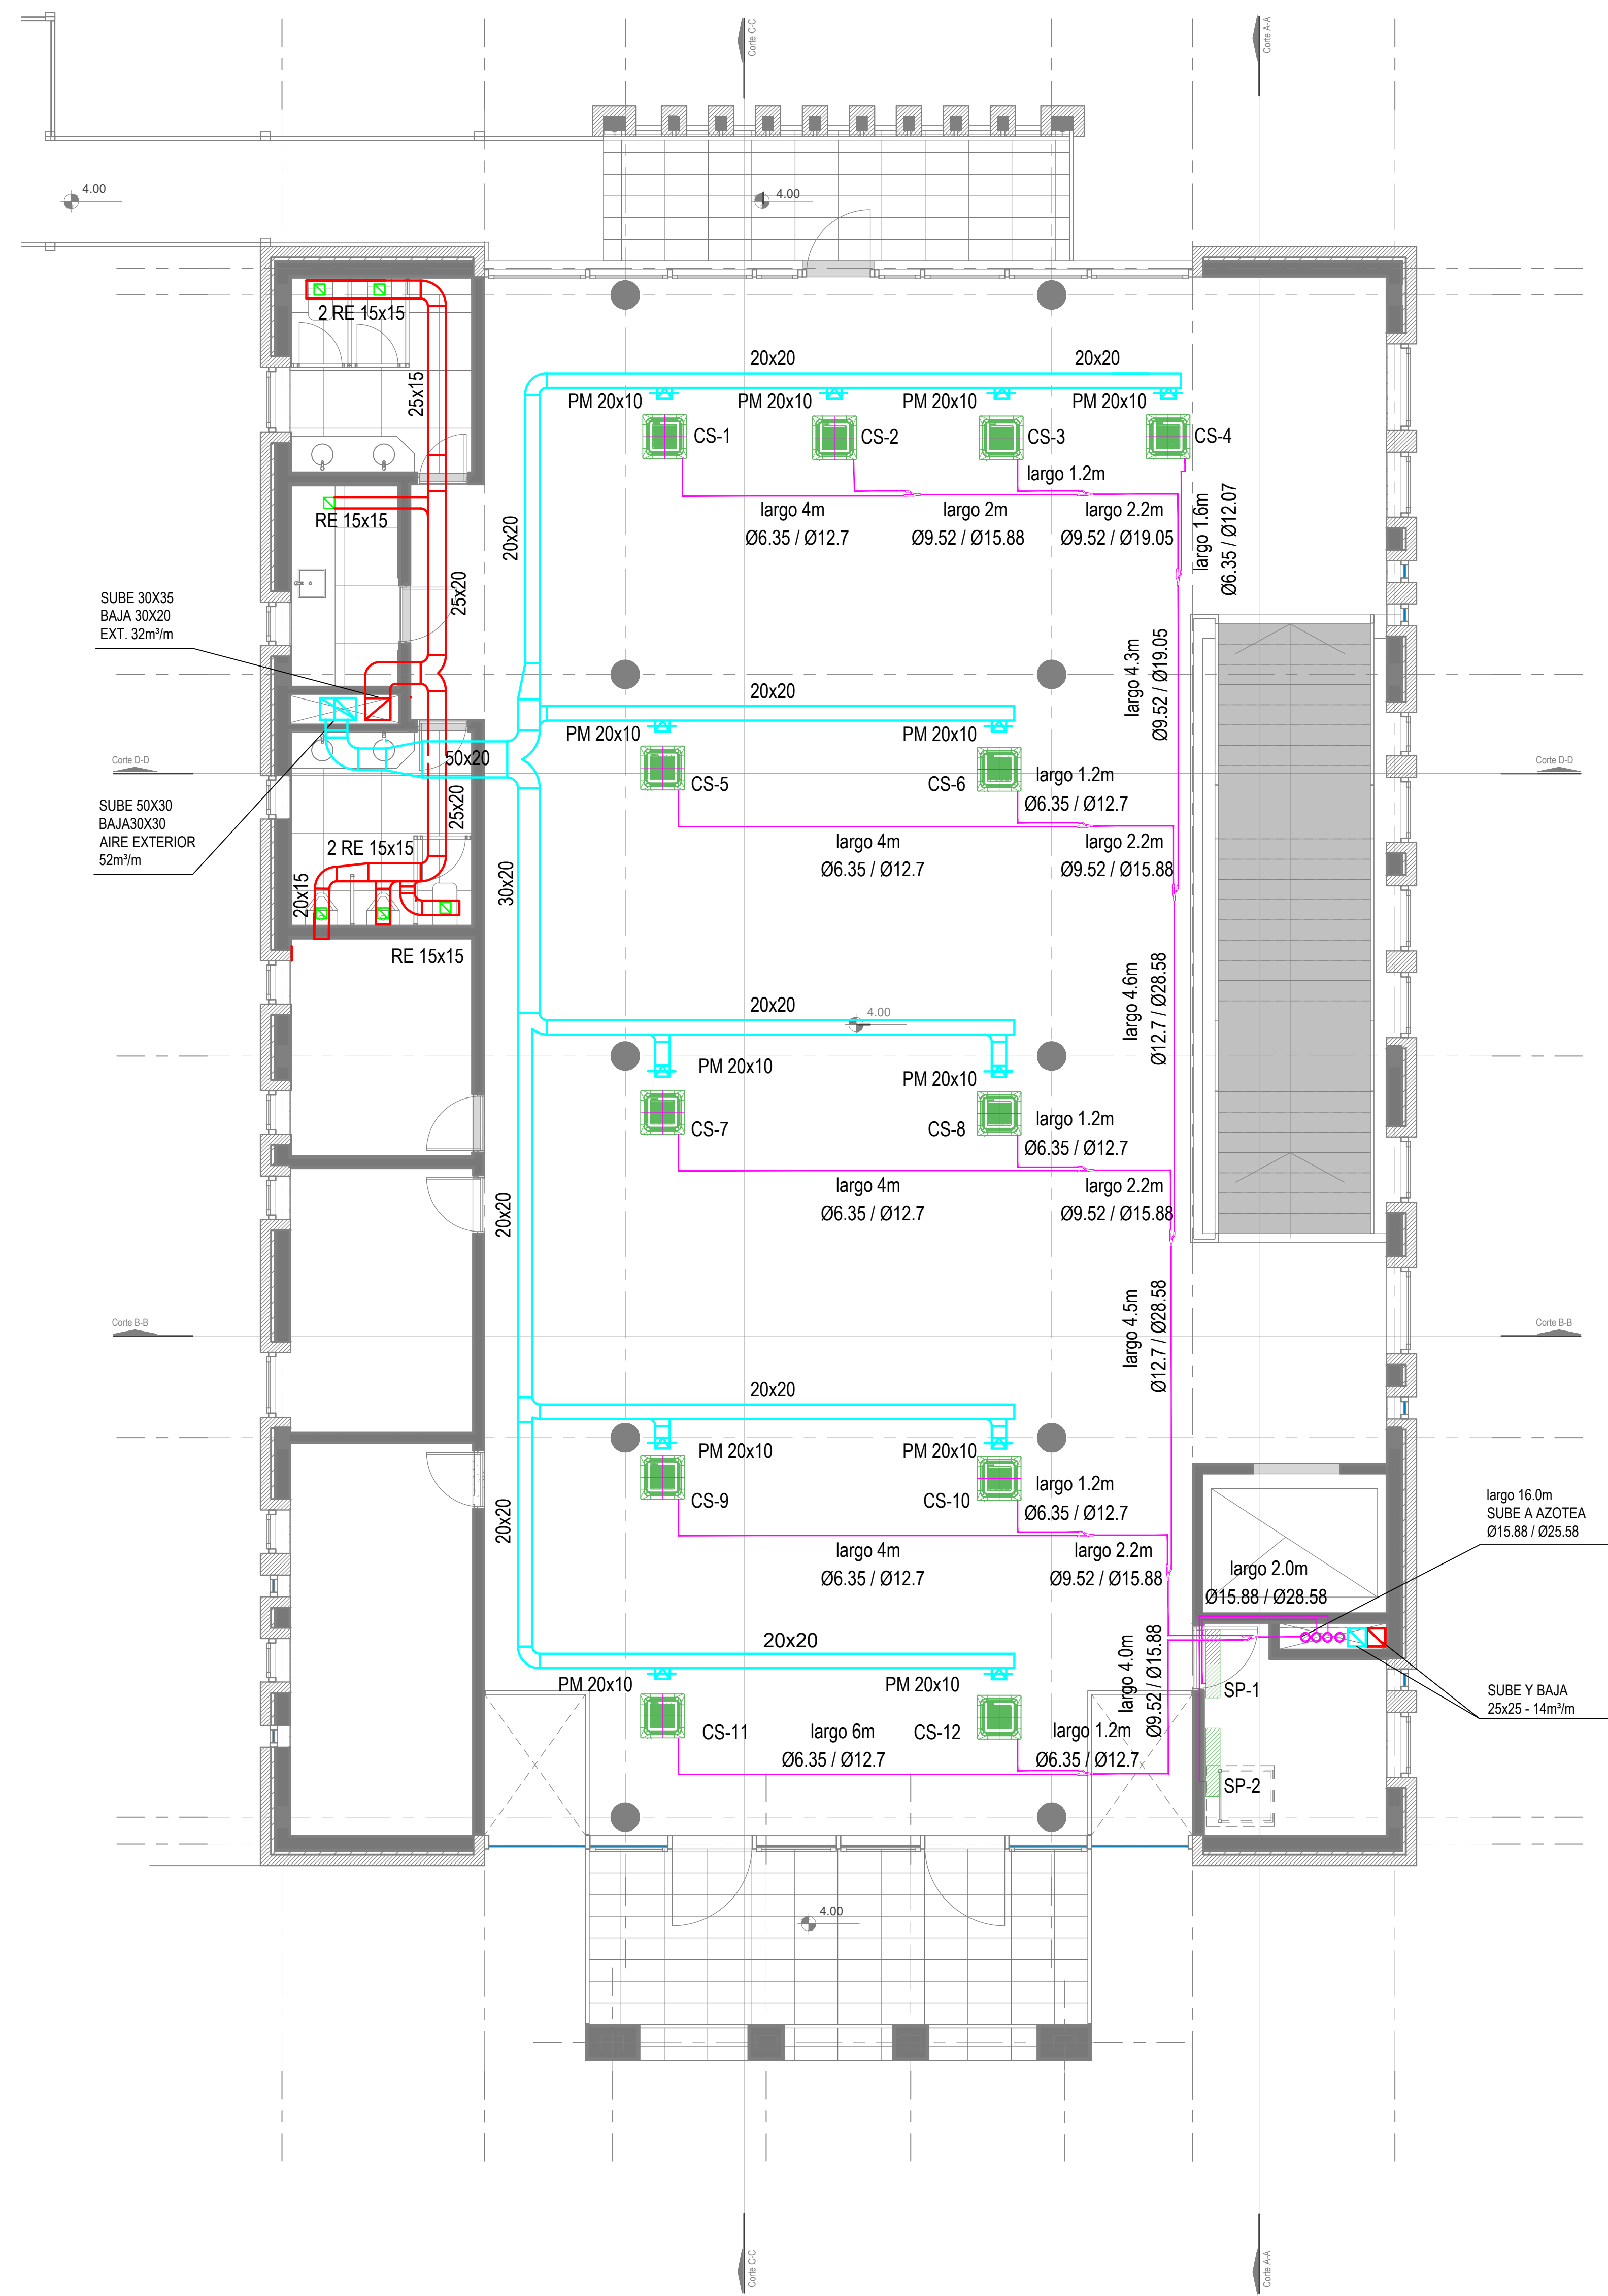 Corte C-C
Corte A-A
4.00
4.00
2 RE 15x15
25x15
20x20
20x20
PM 20x10
PM 20x10
PM 20x10
PM 20x10
CS-1
CS-2
CS-3
CS-4
largo 1.2m
largo 4m
Ø6.35 / Ø12.7
largo 2m
Ø9.52 / Ø15.88
largo 2.2m
Ø9.52 / Ø19.05
largo 1.6m
Ø6.35 / Ø12.07
RE 15x15
20x20
25x20
SUBE 30X35
BAJA 30X20
EXT. 32m³/m
largo 4.3m
Ø9.52 / Ø19.05
20x20
PM 20x10
PM 20x10
50x20
Corte D-D
Corte D-D
CS-5
CS-6
largo 1.2m
Ø6.35 / Ø12.7
SUBE 50X30
BAJA30X30
AIRE EXTERIOR
52m³/m
25x20
2 RE 15x15
largo 4m
Ø6.35 / Ø12.7
largo 2.2m
Ø9.52 / Ø15.88
20x15
30x20
RE 15x15
largo 4.6m
Ø12.7 / Ø28.58
20x20
4.00
PM 20x10
PM 20x10
CS-7
CS-8
largo 1.2m
Ø6.35 / Ø12.7
largo 4m
Ø6.35 / Ø12.7
largo 2.2m
Ø9.52 / Ø15.88
20x20
Corte B-B
Corte B-B
largo 4.5m
Ø12.7 / Ø28.58
20x20
PM 20x10
PM 20x10
CS-9
CS-10
largo 1.2m
Ø6.35 / Ø12.7
20x20
largo 16.0m
SUBE A AZOTEA
Ø15.88 / Ø25.58
largo 4m
Ø6.35 / Ø12.7
largo 2.2m
Ø9.52 / Ø15.88
largo 2.0m
Ø15.88 / Ø28.58
20x20
largo 4.0m
Ø9.52 / Ø15.88
PM 20x10
PM 20x10
SP-1
SUBE Y BAJA
25x25 - 14m³/m
CS-11
largo 6m
Ø6.35 / Ø12.7
CS-12
largo 1.2m
Ø6.35 / Ø12.7
SP-2
4.00
Corte C-C
Corte A-A